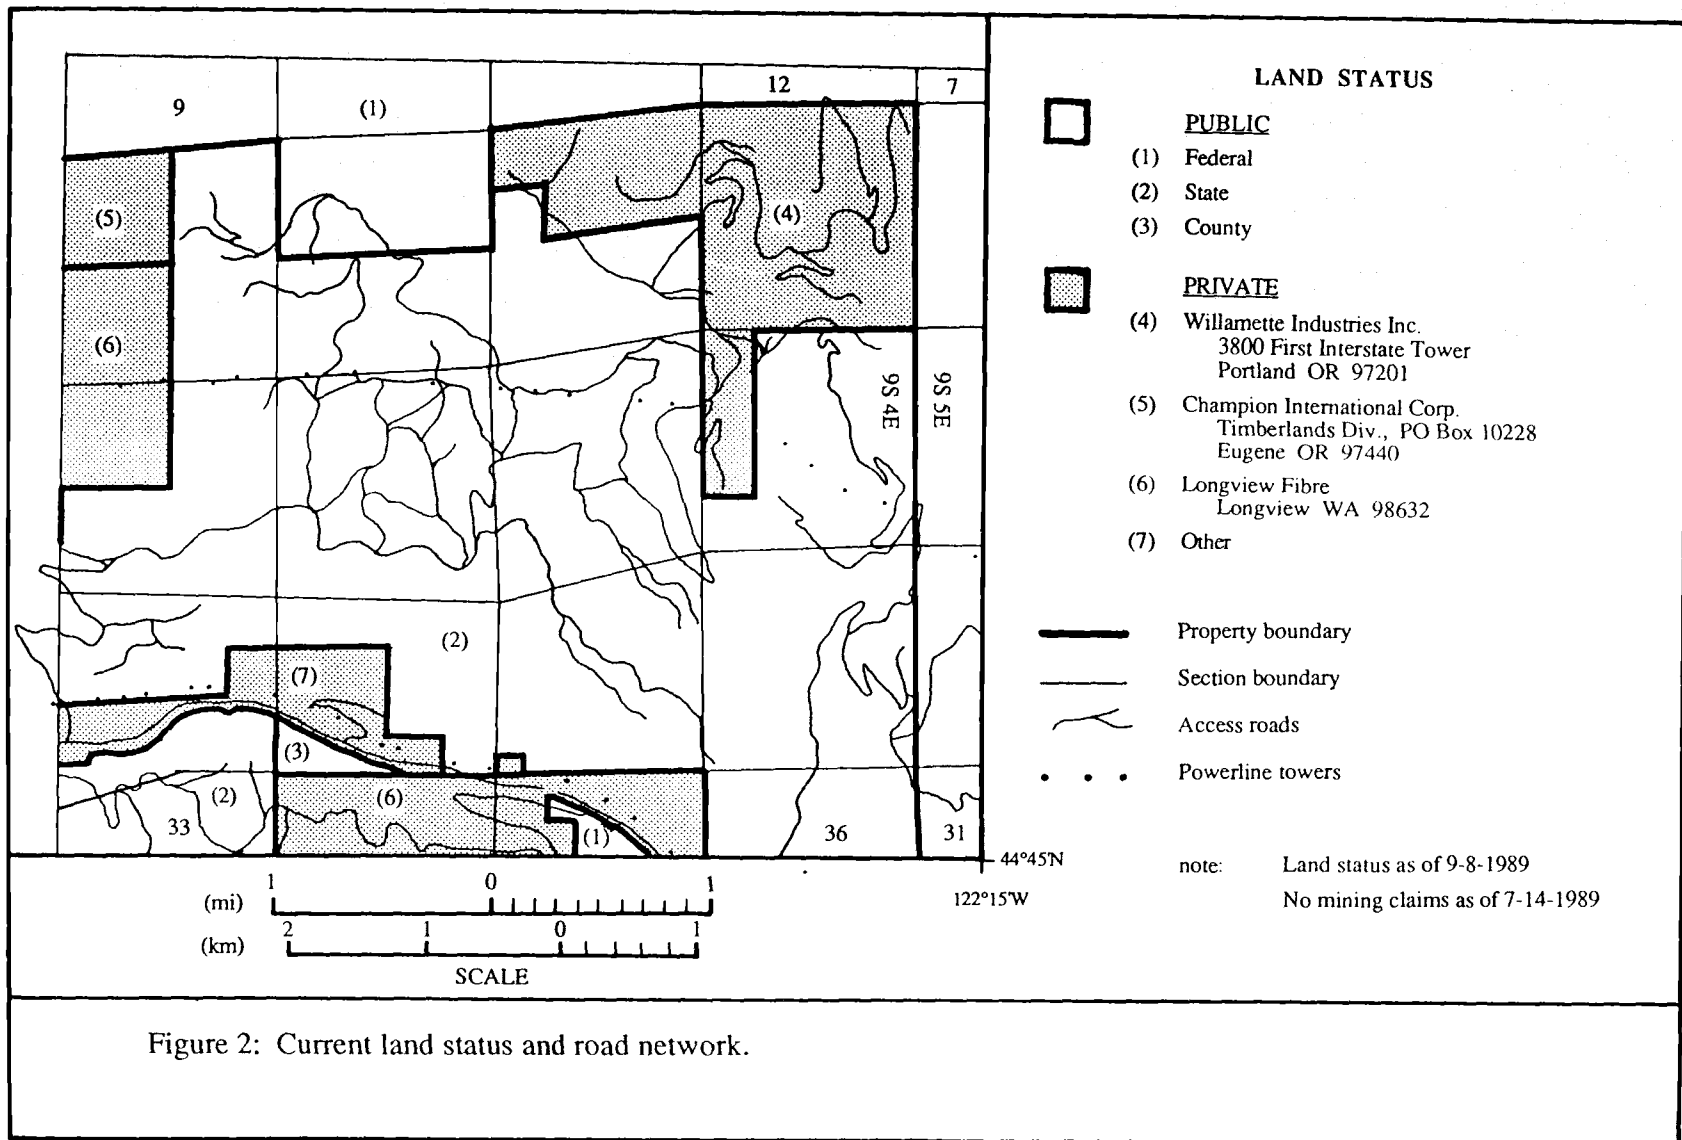 9
(1)
12
7
(5)
(4)
(6)
9S 4E
9S 5E
(2)
(7)
(3)
(2)
(6)
33
(1)
36
31
44°45'N
122°15'W
1 0 1
(mi)
2 1 0 1
(km)
SCALE
LAND STATUS
PUBLIC
(1) Federal
(2) State
(3) County
PRIVATE
(4) Willamette Industries Inc.
3800 First Interstate Tower
Portland OR 97201
(5) Champion International Corp.
Timberlands Div., PO Box 10228
Eugene OR 97440
(6) Longview Fibre
Longview WA 98632
(7) Other
Property boundary
Section boundary
Access roads
Powerline towers
note: Land status as of 9-8-1989
No mining claims as of 7-14-1989
Figure 2: Current land status and road network.